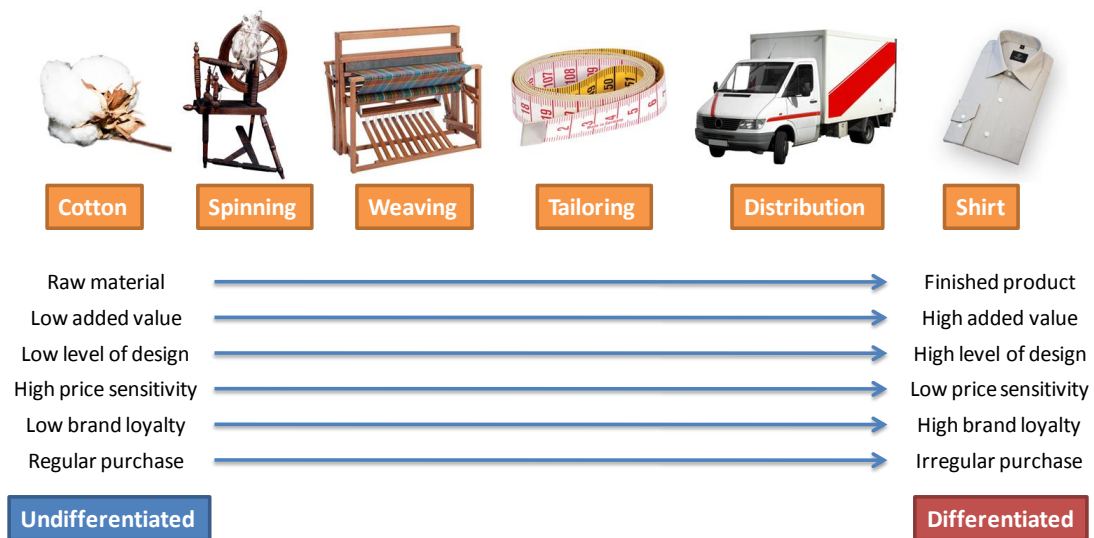 Cotton
Spinning
Weaving
Tailoring
Distribution
Shirt
Raw material
Finished product
Low added value
High added value
Low level of design
High level of design
High price sensitivity
Low price sensitivity
Low brand loyalty
High brand loyalty
Regular purchase
Irregular purchase
Undifferentiated
Differentiated